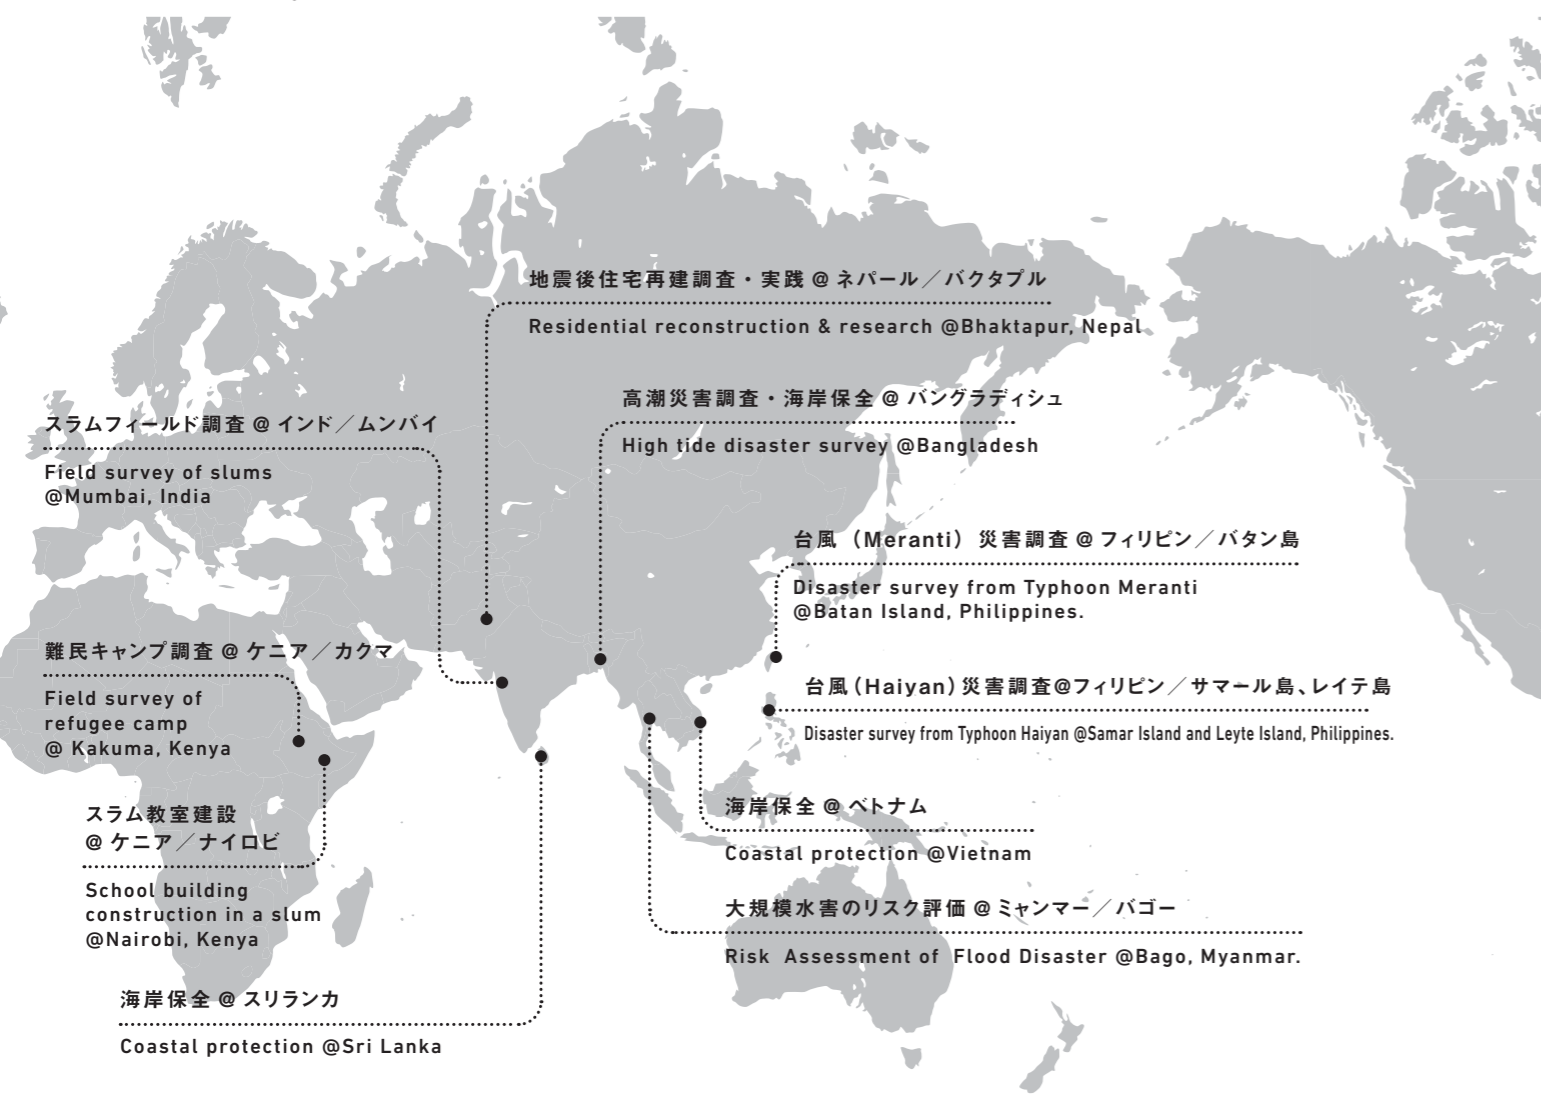 地震後住宅再建調査・実践 @ ネパール／バクタプル
Residential reconstruction & research @Bhaktapur, Nepal
高潮災害調査・海岸保全 @ バングラディシュ
High tide disaster survey @Bangladesh
スラムフィールド調査 @ インド／ムンバイ
Field survey of slums
@Mumbai, India
台風（Meranti）災害調査 @ フィリピン／バタン島
Disaster survey from Typhoon Meranti
@Batan Island, Philippines.
難民キャンプ調査 @ ケニア／カクマ
Field survey of
refugee camp
@ Kakuma, Kenya
台風（Haiyan）災害調査@フィリピン／サマール島、レイテ島
Disaster survey from Typhoon Haiyan @Samar Island and Leyte Island, Philippines.
スラム教室建設
@ ケニア／ナイロビ
School building
construction in a slum
@Nairobi, Kenya
海岸保全 @ ベトナム
Coastal protection @Vietnam
大規模水害のリスク評価 @ ミャンマー／バゴー
Risk Assessment of Flood Disaster @Bago, Myanmar.
海岸保全 @ スリランカ
Coastal protection @Sri Lanka